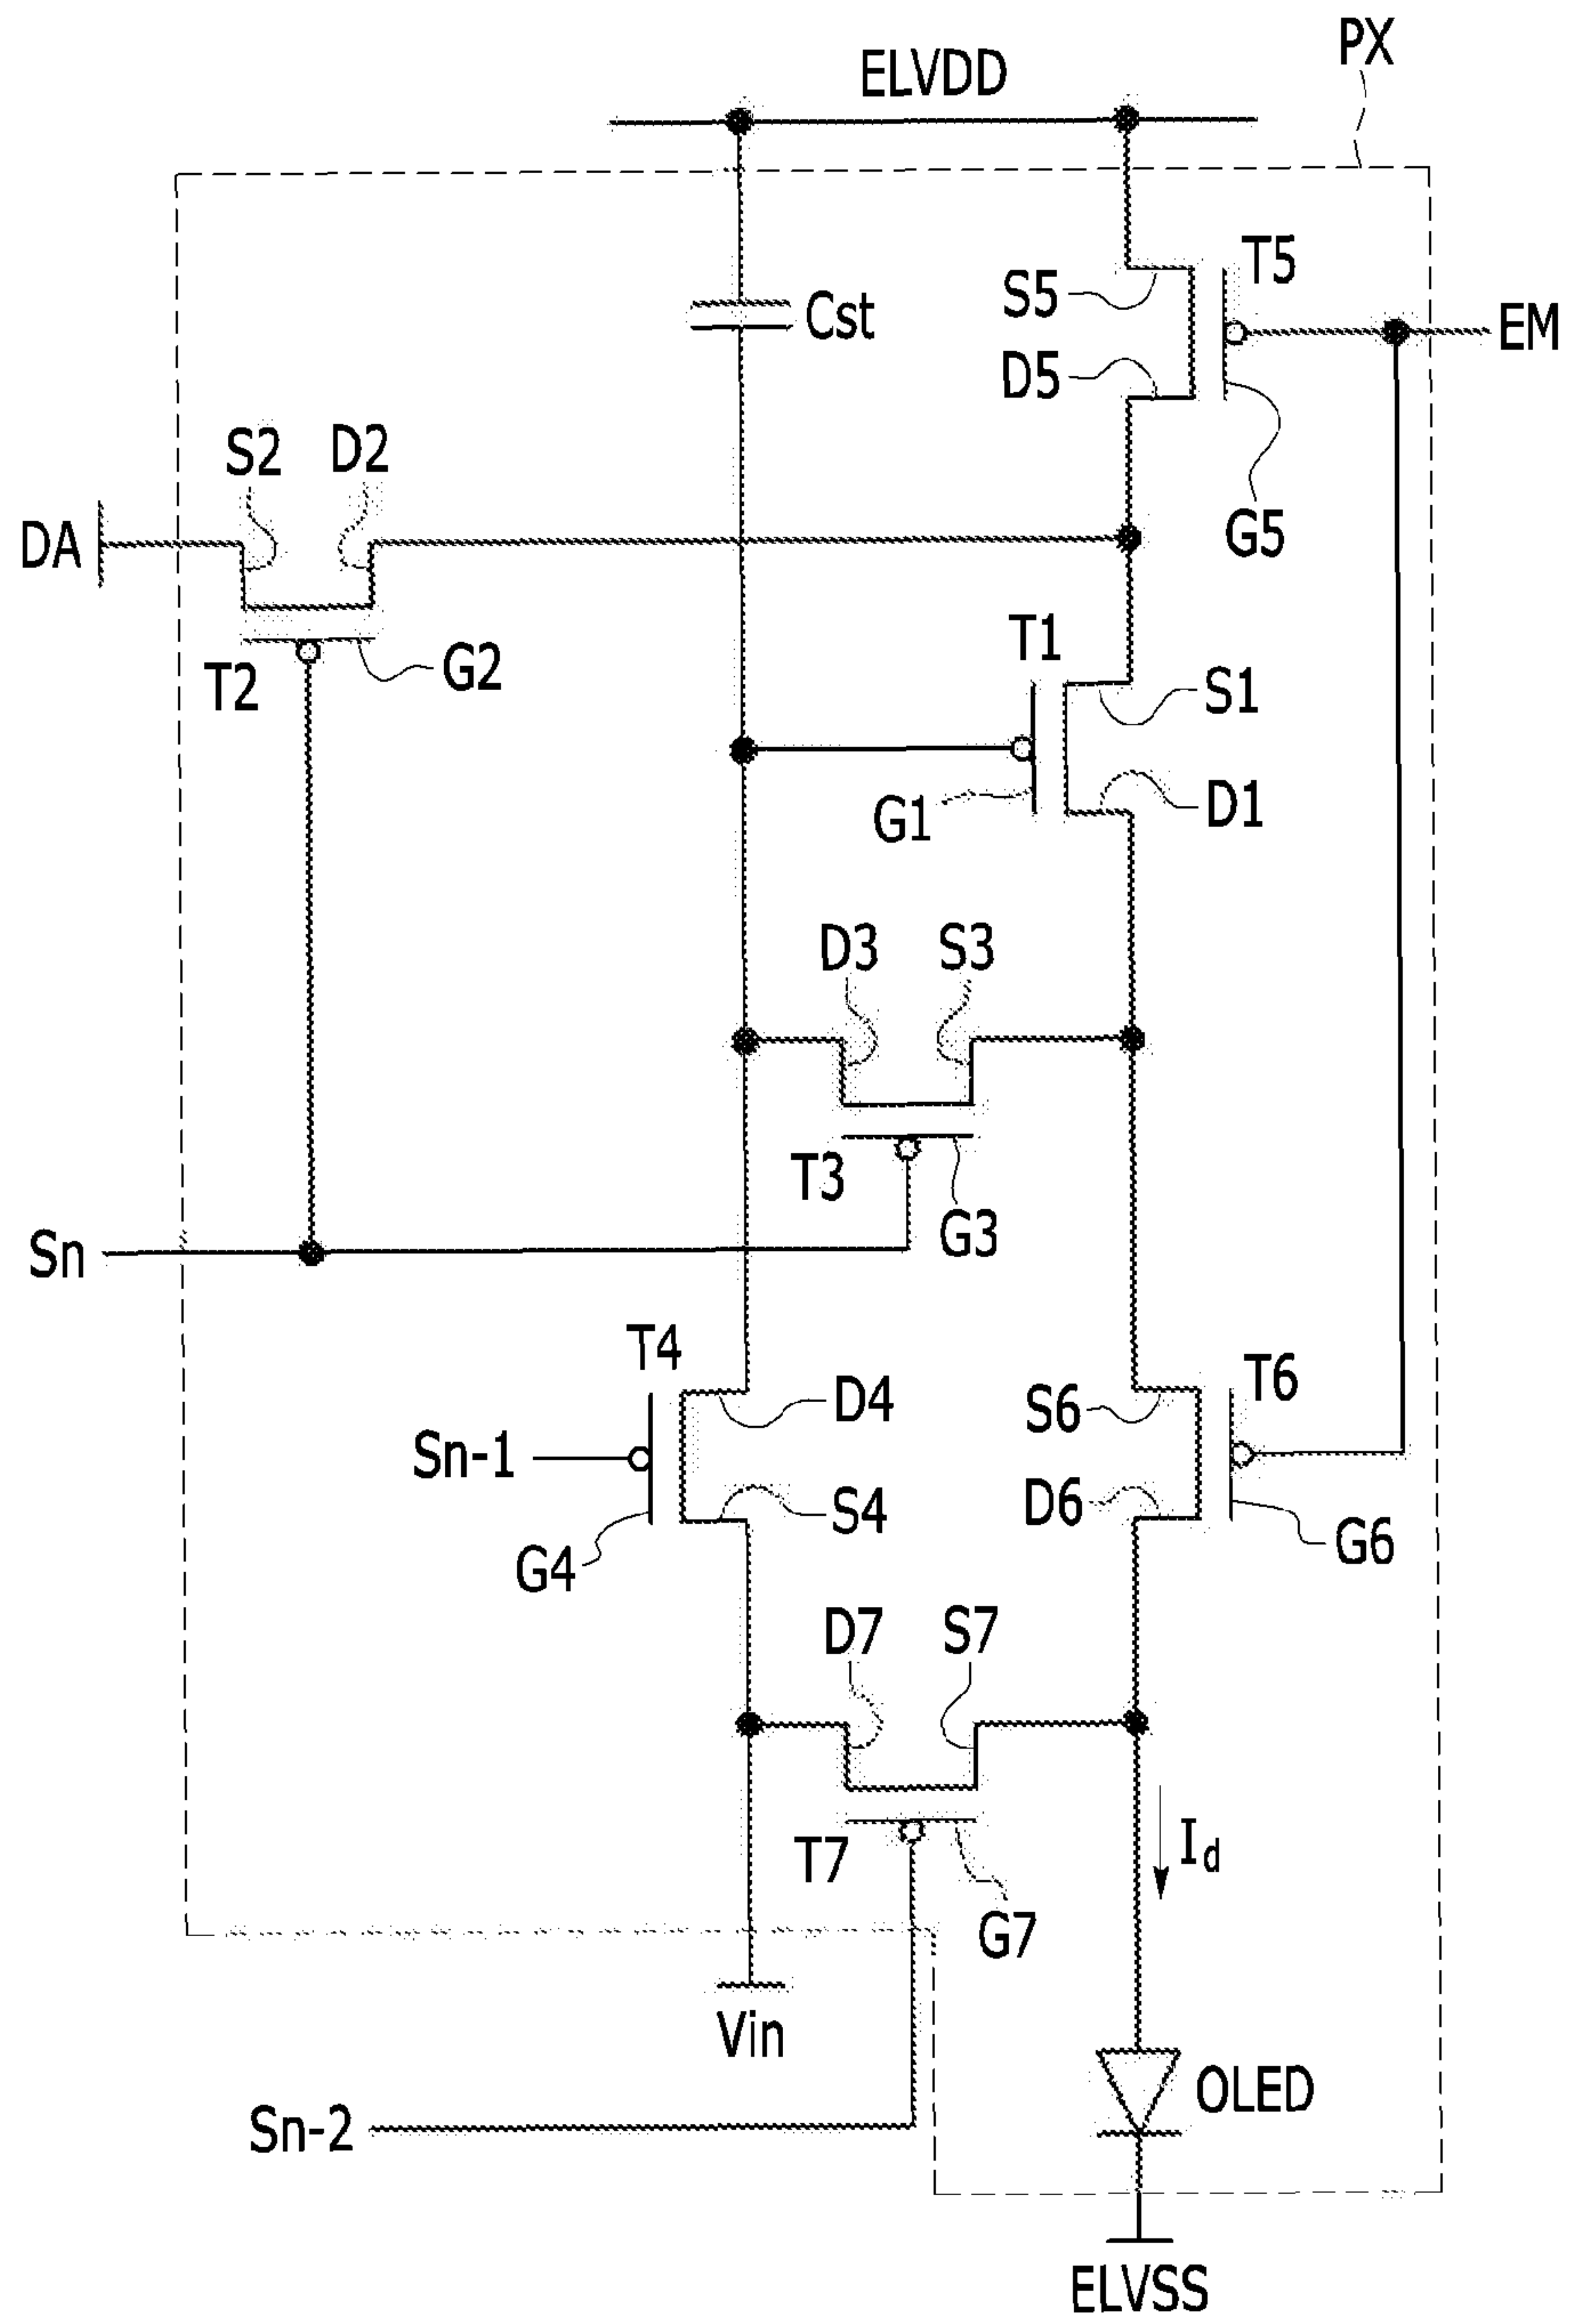 PX
ELVDD
T5
S5
Cst
EM
D5
S2
D2
G5
DA
T1
T2
G2
S1
G1
D1
D3
S3
T3
G3
Sn
T4
T6
D4
S6
Sn-1
S4
D6
G4
G6
D7
S7
T7
Id
G7
Vin
OLED
Sn-2
ELVSS